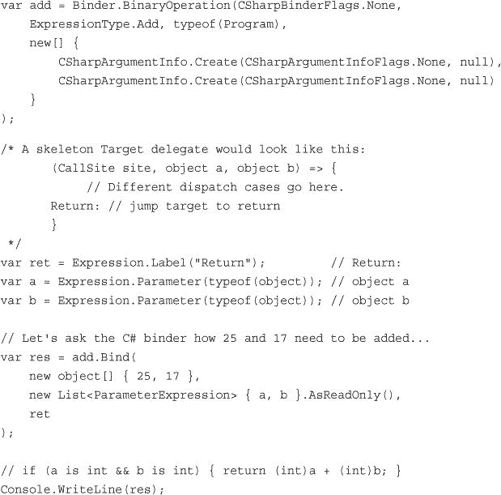 var add = Binder.BinaryOperation(CSharpBinderFlags.None,
    ExpressionType.Add, typeof(Program),
    new[] {
        CSharpArgumentInfo.Create(CSharpArgumentInfoFlags.None, null),
        CSharpArgumentInfo.Create(CSharpArgumentInfoFlags.None, null)
    }
);
/* A skeleton Target delegate would look like this:
       (CallSite site, object a, object b) => {
            // Different dispatch cases go here.
       Return: // jump target to return
       }
 */
var ret = Expression.Label("Return");         // Return:
var a = Expression.Parameter(typeof(object)); // object a
var b = Expression.Parameter(typeof(object)); // object b
// Let's ask the C# binder how 25 and 17 need to be added...
var res = add.Bind(
    new object[] { 25, 17 },
    new List<ParameterExpression> { a, b }.AsReadOnly(),
    ret
);
// if (a is int && b is int) { return (int)a + (int)b; }
Console.WriteLine(res);